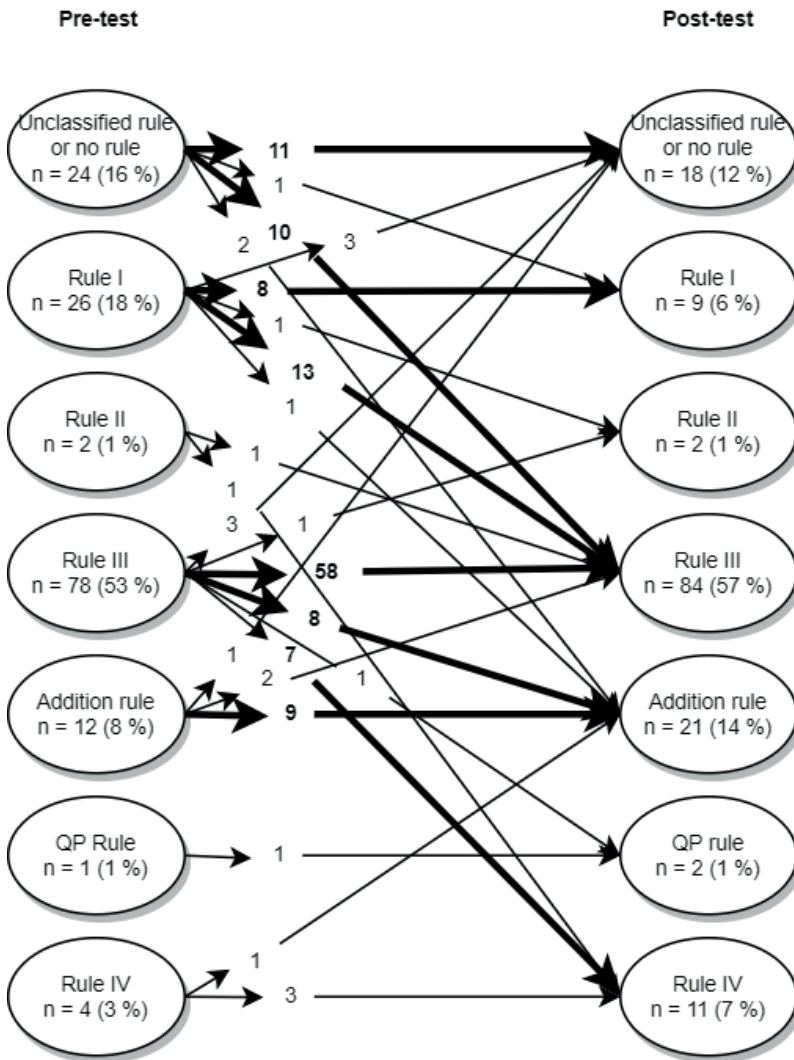 Pre-test
Post-test
Unclassified rule
or no rule
n = 24 (16 %)
11
1
Unclassified rule
or no rule
n = 18 (12 %)
10
2
3
Rule I
n = 26 (18 %)
8
1
13
1
Rule I
n = 9 (6 %)
Rule II
n = 2 (1 %)
1
1
Rule II
n = 2 (1 %)
3
1
Rule III
n = 78 (53 %)
58
8
7
1
Rule III
n = 84 (57 %)
1
2
Addition rule
n = 12 (8 %)
9
Addition rule
n = 21 (14 %)
QP Rule
n = 1 (1 %)
1
QP rule
n = 2 (1 %)
1
Rule IV
n = 4 (3 %)
3
Rule IV
n = 11 (7 %)